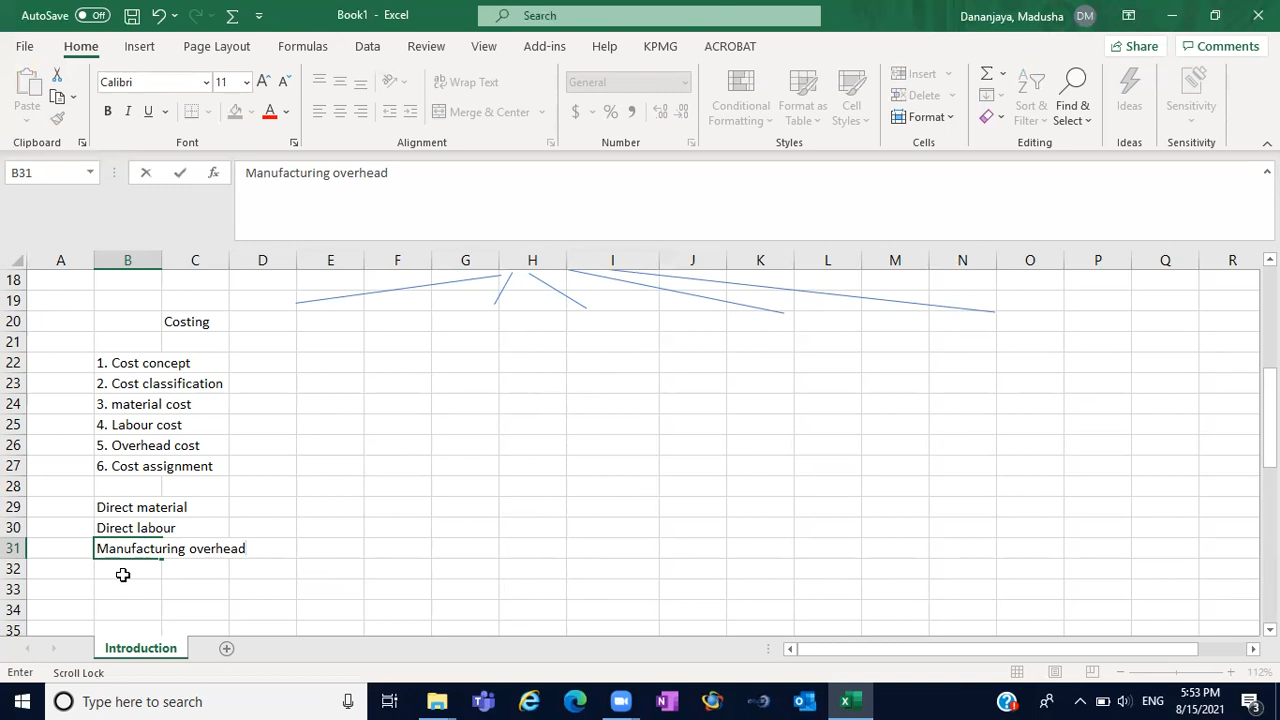 AutoSave Off Book1 - Excel Search Dananjaya, Madusha DM
File Home Insert Page Layout Formulas Data Review View Add-ins Help KPMG ACROBAT Share Comments
Paste Calibri 11 Wrap Text General Conditional Formatting Format as Table Cell Styles Insert Sort & Filter Find & Select Ideas Sensitivity
B I U A Merge & Center $ % Delete
Format
Clipboard Font Alignment Number Styles Cells Editing Ideas Sensitivity
B31 fx Manufacturing overhead
A B C D E F G H I J K L M N O P Q R
18
19
20 Costing
21
22 1. Cost concept
23 2. Cost classification
24 3. material cost
25 4. Labour cost
26 5. Overhead cost
27 6. Cost assignment
28
29 Direct material
30 Direct labour
31 Manufacturing overhead
32
33
34
35
Introduction
Enter Scroll Lock 112%
Type here to search ENG 5:53 PM
8/15/2021 3